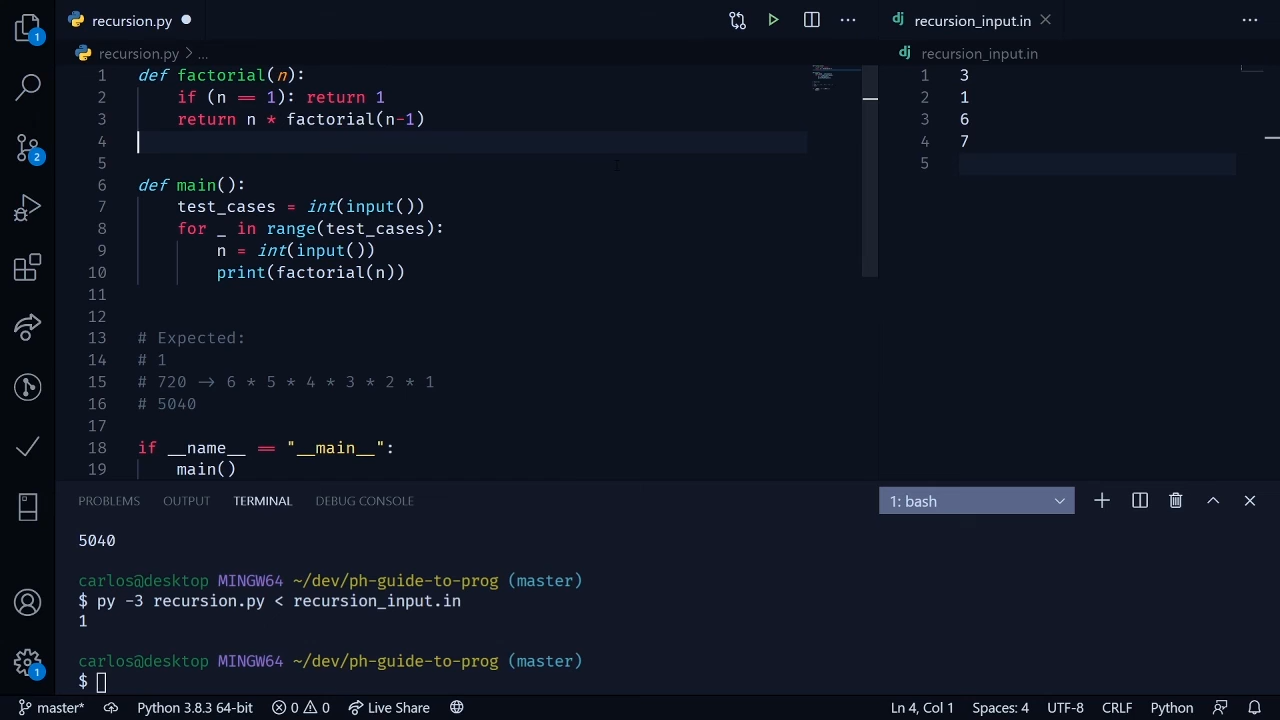 recursion.py
recursion_input.in
recursion.py > ...
recursion_input.in
1 def factorial(n):
2 if (n == 1): return 1
3 return n * factorial(n-1)
4
5
6 def main():
7 test_cases = int(input())
8 for _ in range(test_cases):
9 n = int(input())
10 print(factorial(n))
11
12
13 # Expected:
14 # 1
15 # 720 -> 6 * 5 * 4 * 3 * 2 * 1
16 # 5040
17
18 if __name__ == "__main__":
19 main()
1 3
2 1
3 6
4 7
5
1
2
1
PROBLEMS OUTPUT TERMINAL DEBUG CONSOLE 1: bash
5040
carlos@desktop MINGW64 ~/dev/ph-guide-to-prog (master)
$ py -3 recursion.py < recursion_input.in
1
carlos@desktop MINGW64 ~/dev/ph-guide-to-prog (master)
$
master* Python 3.8.3 64-bit 0 0 Live Share Ln 4, Col 1 Spaces: 4 UTF-8 CRLF Python